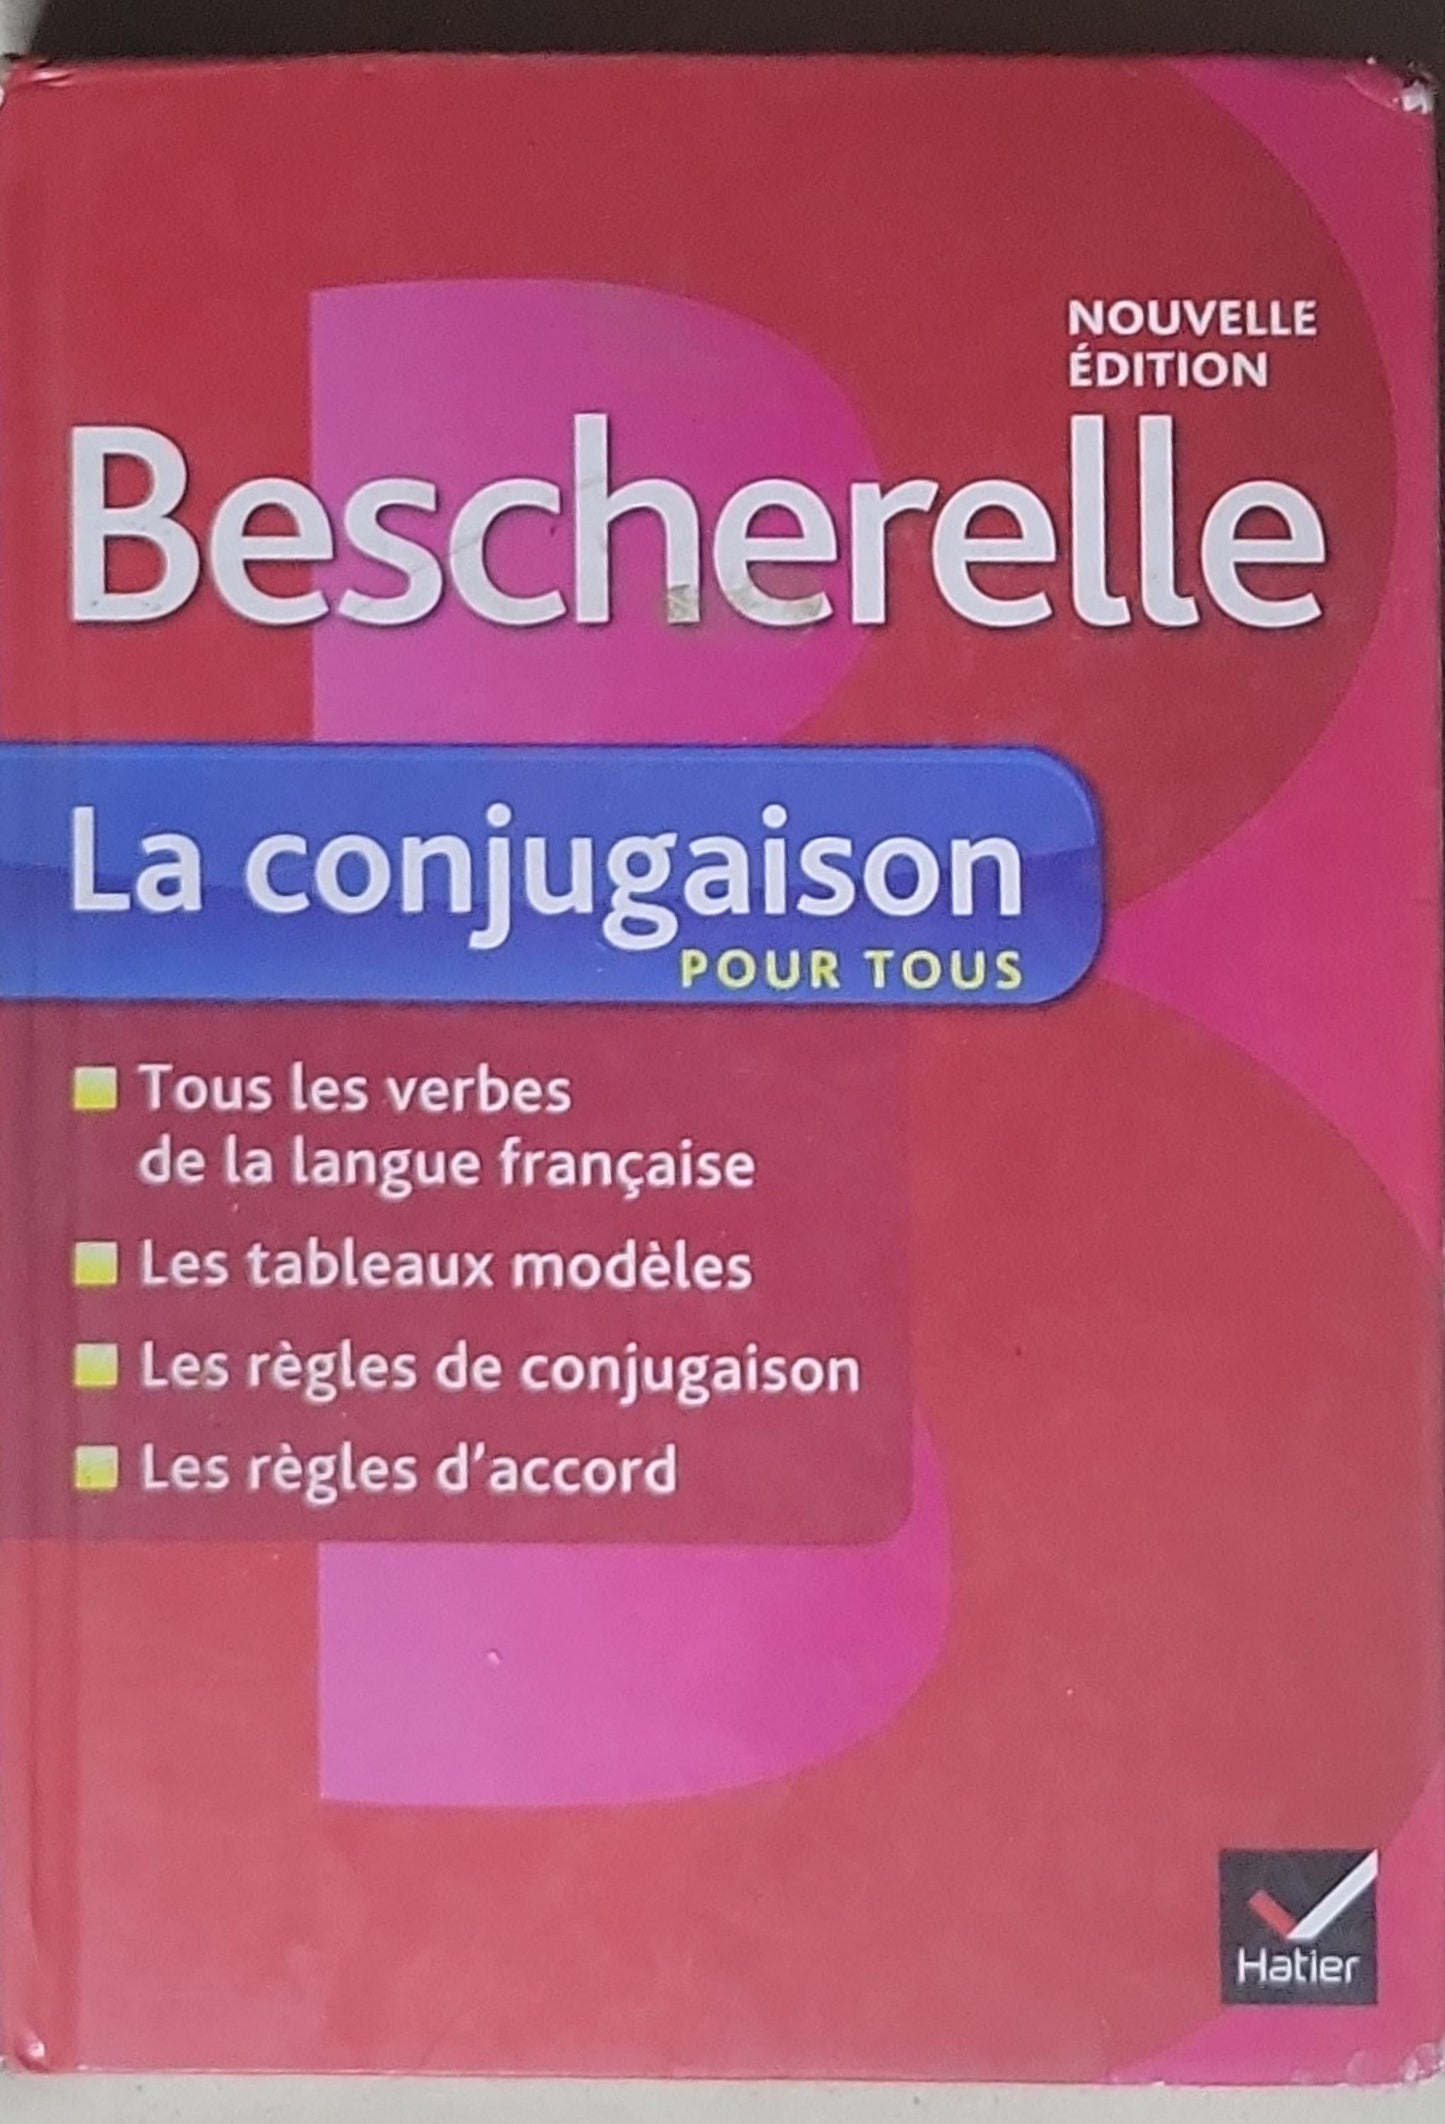 NOUVELLE
ÉDITION
Bescherelle
La conjugaison
POUR TOUS
Tous les verbes
de la langue française
Les tableaux modèles
Les règles de conjugaison
Les règles d'accord
Hatier